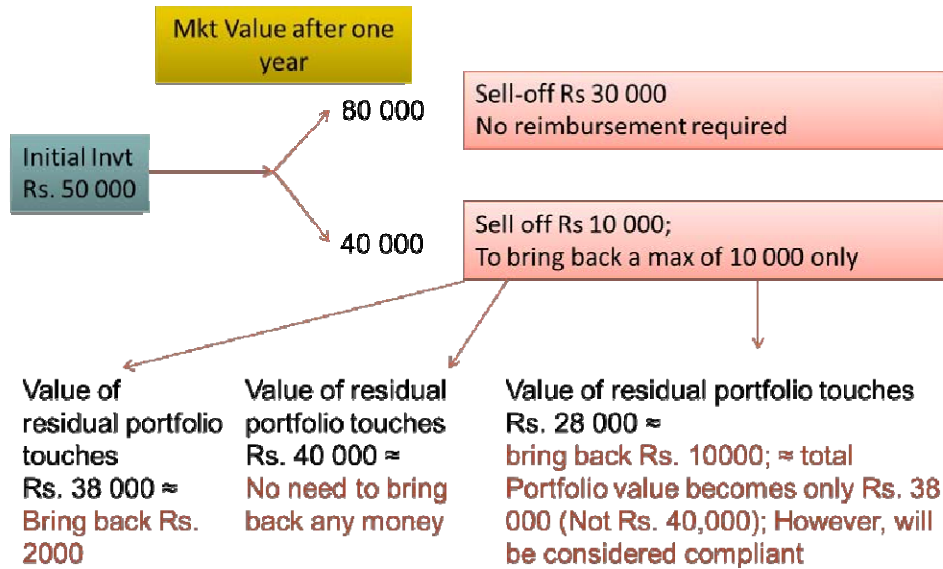 Mkt Value after one
year
80 000
Sell-off Rs 30 000
No reimbursement required
Initial Invt
Rs. 50 000
40 000
Sell off Rs 10 000;
To bring back a max of 10 000 only
Value of
residual portfolio
touches
Rs. 38 000 ≈
Bring back Rs.
2000
Value of residual
portfolio touches
Rs. 40 000 ≈
No need to bring
back any money
Value of residual portfolio touches
Rs. 28 000 ≈
bring back Rs. 10000; ≈ total
Portfolio value becomes only Rs. 38
000 (Not Rs. 40,000); However, will
be considered compliant